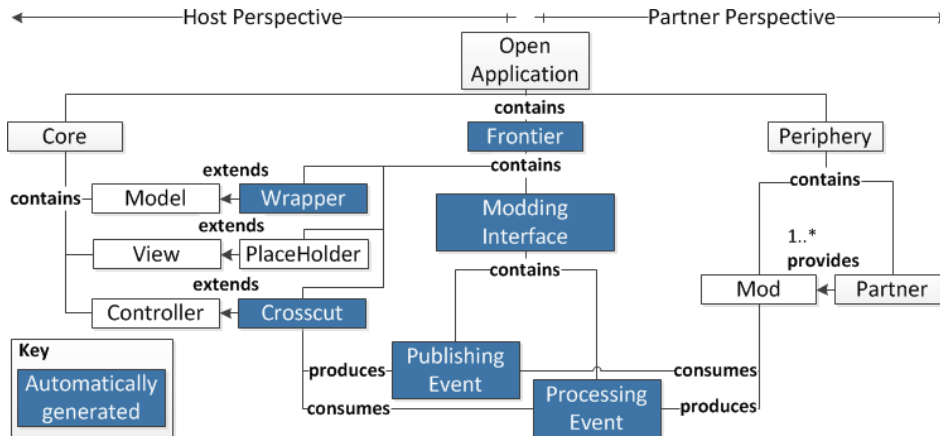 Host Perspective
Partner Perspective
Open
Application
contains
Core
Frontier
Periphery
contains
extends
contains
contains
Model
Wrapper
Modding
Interface
extends
View
PlaceHolder
1..*
provides
contains
extends
Mod
Partner
Controller
Crosscut
Key
Automatically
generated
produces
Publishing
Event
consumes
consumes
Processing
Event
produces